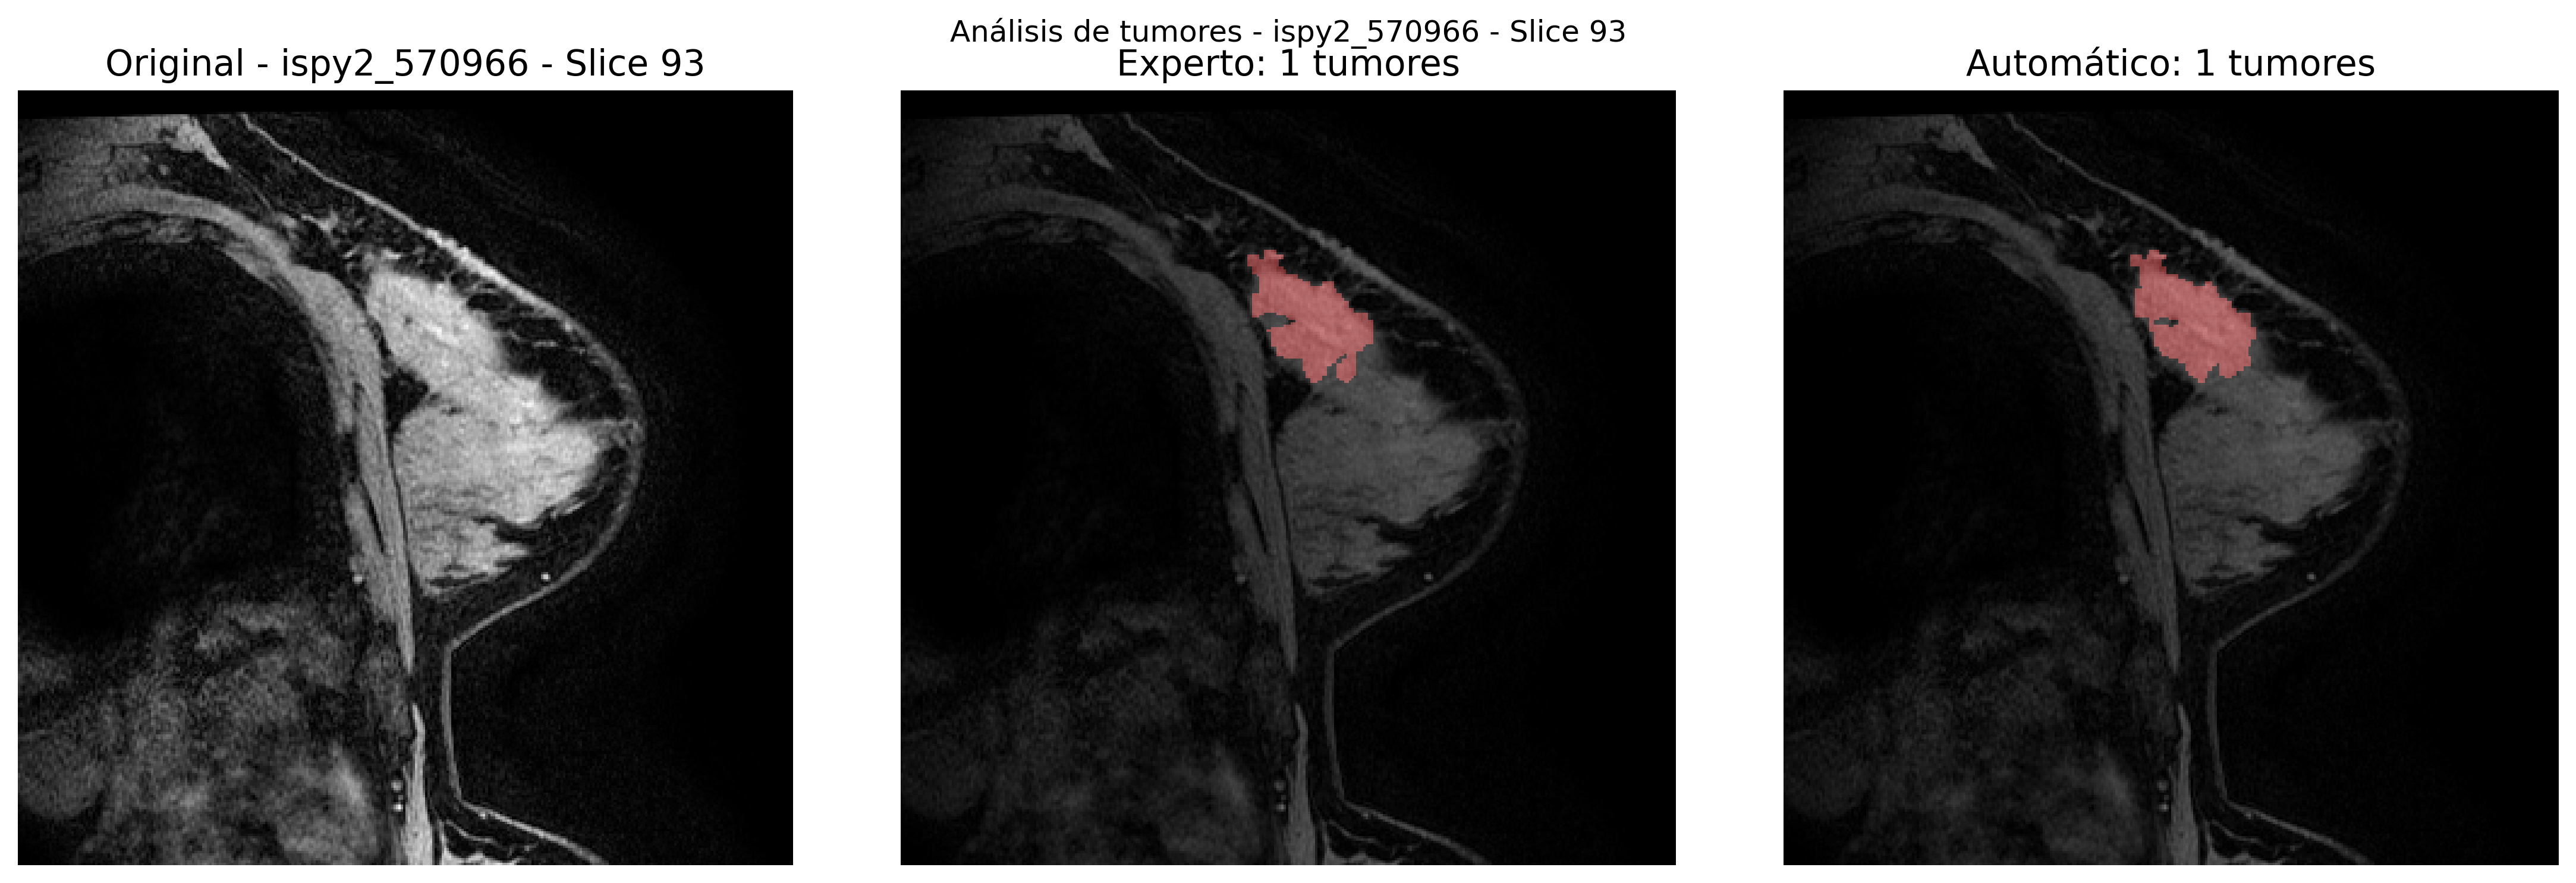 Análisis de tumores - ispy2_570966 - Slice 93
Original - ispy2_570966 - Slice 93
Experto: 1 tumores
Automático: 1 tumores